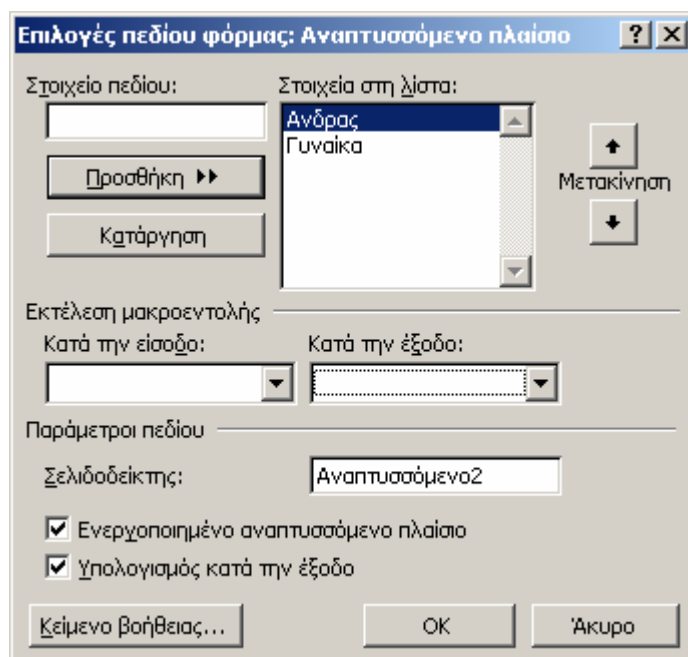 Επιλογές πεδίου φόρμας: Αναπτυσσόμενο πλαίσιο
Στοιχείο πεδίου:
Στοιχεία στη λίστα:
Ανδρας
Γυναίκα
Προσθήκη
Κατάργηση
Μετακίνηση
Εκτέλεση μακροεντολής
Κατά την είσοδο:
Κατά την έξοδο:
Παράμετροι πεδίου
Σελιδοδείκτης:
Αναπτυσσόμενο2
Ενεργοποιημένο αναπτυσσόμενο πλαίσιο
Υπολογισμός κατά την έξοδο
Κείμενο βοήθειας...
OK
Άκυρο